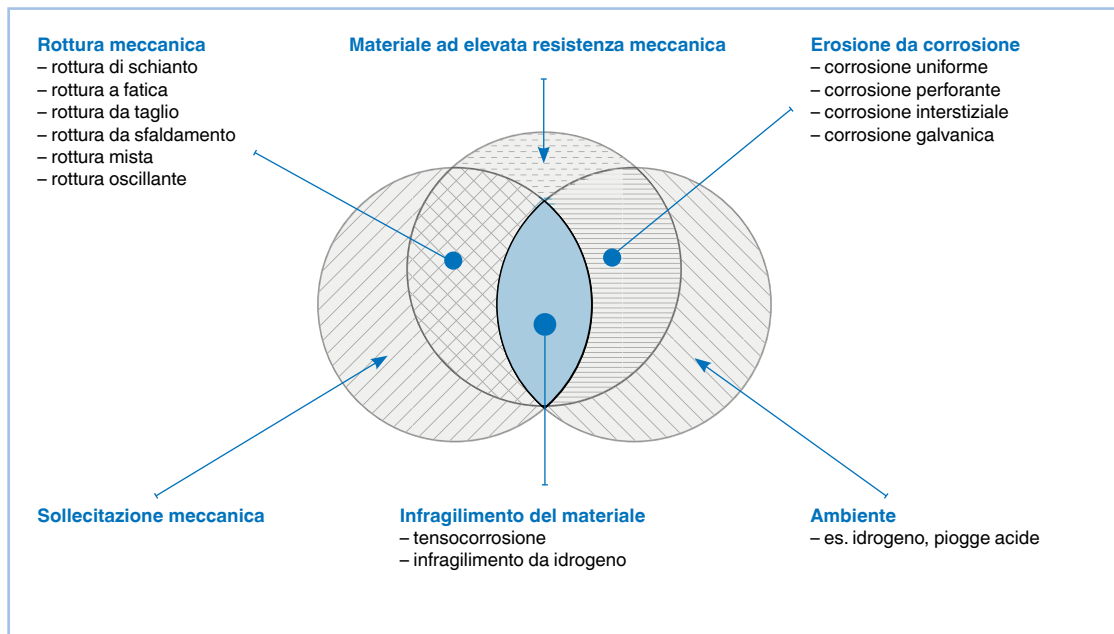 Rottura meccanica
– rottura di schianto
– rottura a fatica
– rottura da taglio
– rottura da sfaldamento
– rottura mista
– rottura oscillante
Materiale ad elevata resistenza meccanica
Erosione da corrosione
– corrosione uniforme
– corrosione perforante
– corrosione interstiziale
– corrosione galvanica
Sollecitazione meccanica
Infragilimento del materiale
– tensocorrosione
– infragilimento da idrogeno
Ambiente
– es. idrogeno, piogge acide